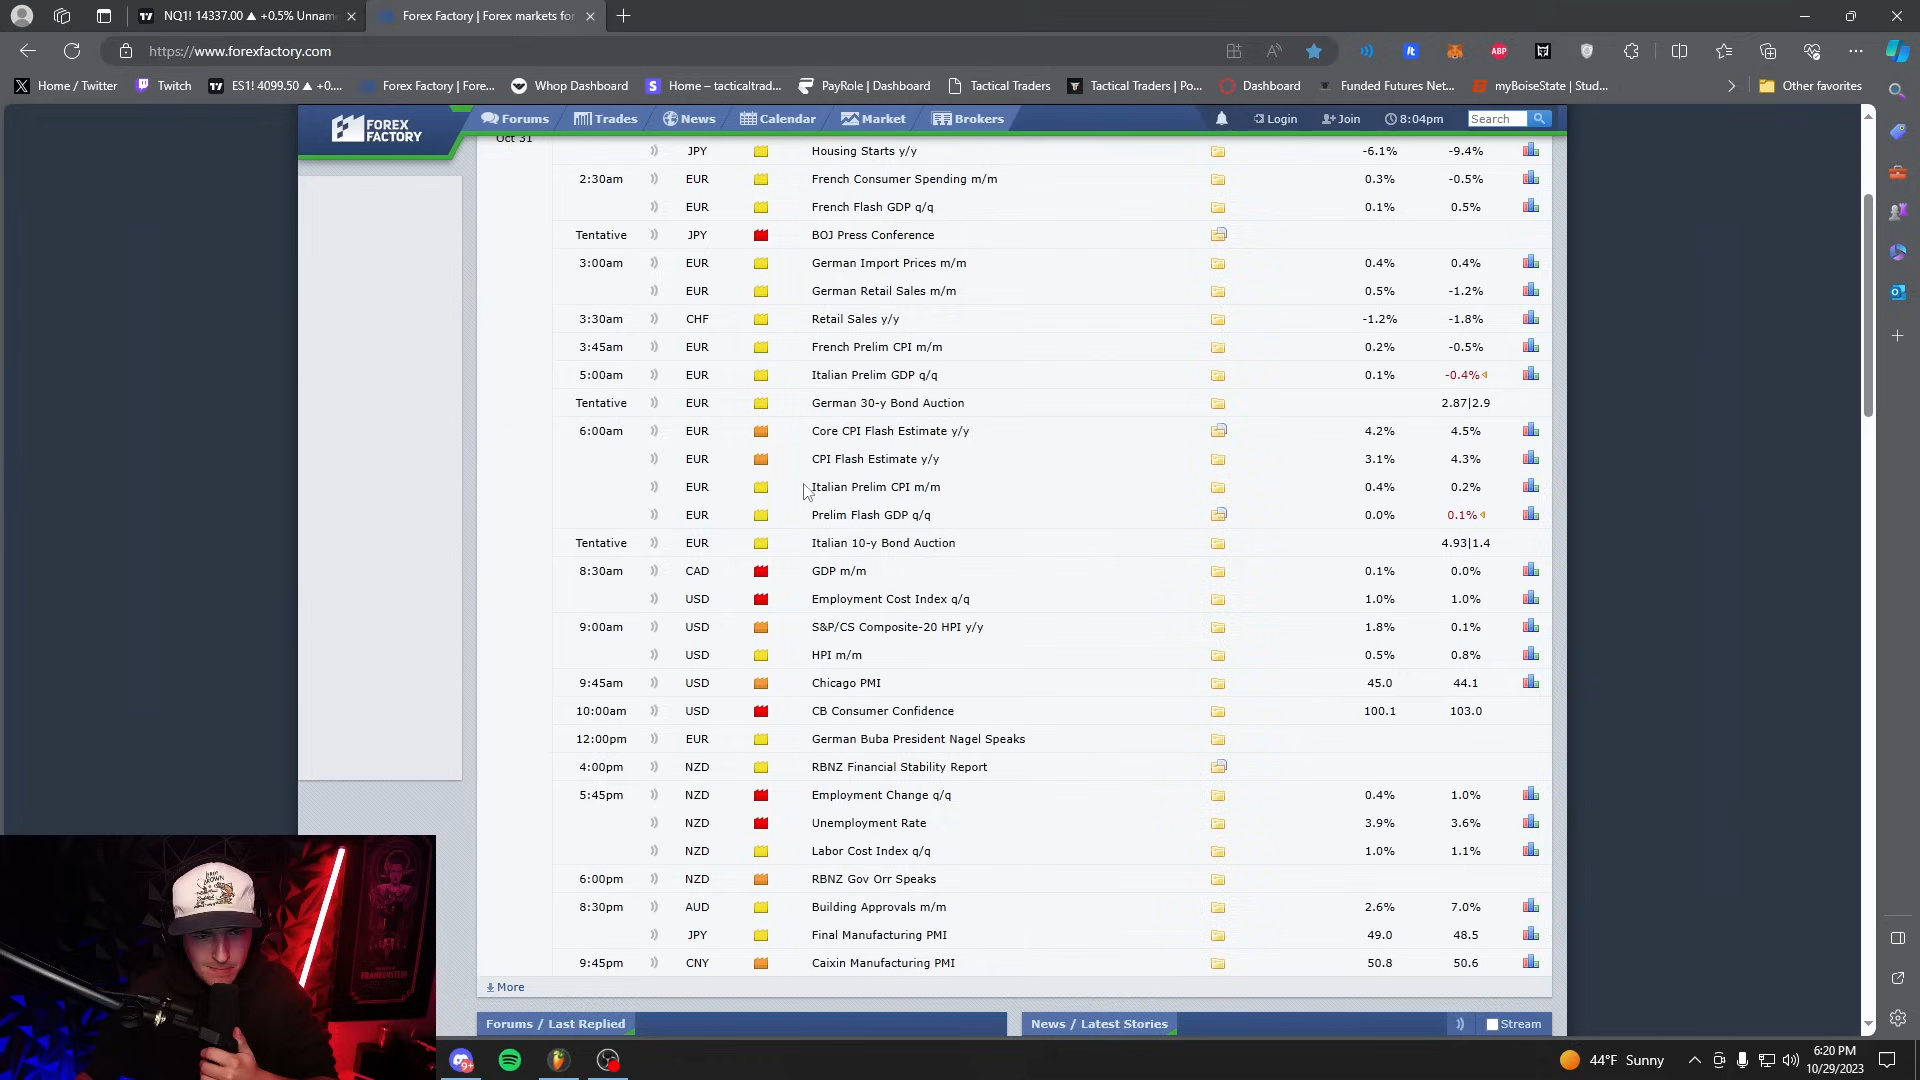 NQ1! 14337.00 ▲ +0.5% Unnam
Forex Factory | Forex markets for
https://www.forexfactory.com
Home / Twitter
Twitch
ES1! 4099.50 ▲ +0....
Forex Factory | Fore...
Whop Dashboard
Home – tacticaltrad...
PayRole | Dashboard
Tactical Traders
Tactical Traders | Po...
Dashboard
Funded Futures Net...
myBoiseState | Stud...
Other favorites
FOREX FACTORY
Forums
Trades
News
Calendar
Market
Brokers
Login
Join
8:04pm
Search
Oct 31
JPY Housing Starts y/y -6.1% -9.4%
2:30am EUR French Consumer Spending m/m 0.3% -0.5%
EUR French Flash GDP q/q 0.1% 0.5%
Tentative JPY BOJ Press Conference
3:00am EUR German Import Prices m/m 0.4% 0.4%
EUR German Retail Sales m/m 0.5% -1.2%
3:30am CHF Retail Sales y/y -1.2% -1.8%
3:45am EUR French Prelim CPI m/m 0.2% -0.5%
5:00am EUR Italian Prelim GDP q/q 0.1% -0.4%
Tentative EUR German 30-y Bond Auction 2.87|2.9
6:00am EUR Core CPI Flash Estimate y/y 4.2% 4.5%
EUR CPI Flash Estimate y/y 3.1% 4.3%
EUR Italian Prelim CPI m/m 0.4% 0.2%
EUR Prelim Flash GDP q/q 0.0% 0.1%
Tentative EUR Italian 10-y Bond Auction 4.93|1.4
8:30am CAD GDP m/m 0.1% 0.0%
USD Employment Cost Index q/q 1.0% 1.0%
9:00am USD S&P/CS Composite-20 HPI y/y 1.8% 0.1%
USD HPI m/m 0.5% 0.8%
9:45am USD Chicago PMI 45.0 44.1
10:00am USD CB Consumer Confidence 100.1 103.0
12:00pm EUR German Buba President Nagel Speaks
4:00pm NZD RBNZ Financial Stability Report
5:45pm NZD Employment Change q/q 0.4% 1.0%
NZD Unemployment Rate 3.9% 3.6%
NZD Labor Cost Index q/q 1.0% 1.1%
6:00pm NZD RBNZ Gov Orr Speaks
8:30pm AUD Building Approvals m/m 2.6% 7.0%
JPY Final Manufacturing PMI 49.0 48.5
9:45pm CNY Caixin Manufacturing PMI 50.8 50.6
More
Forums / Last Replied
News / Latest Stories
Stream
FRANKENSTEIN
9+
44°F Sunny
6:20 PM
10/29/2023
ABP